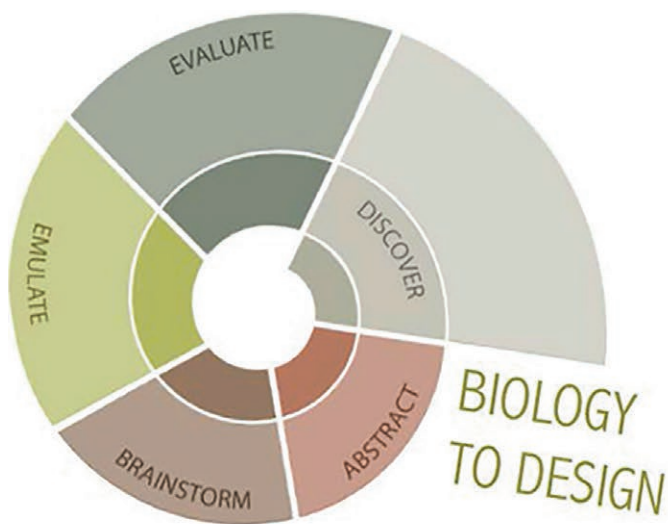 EVALUATE
DISCOVER
EMULATE
ABSTRACT
BRAINSTORM
BIOLOGY
TO DESIGN